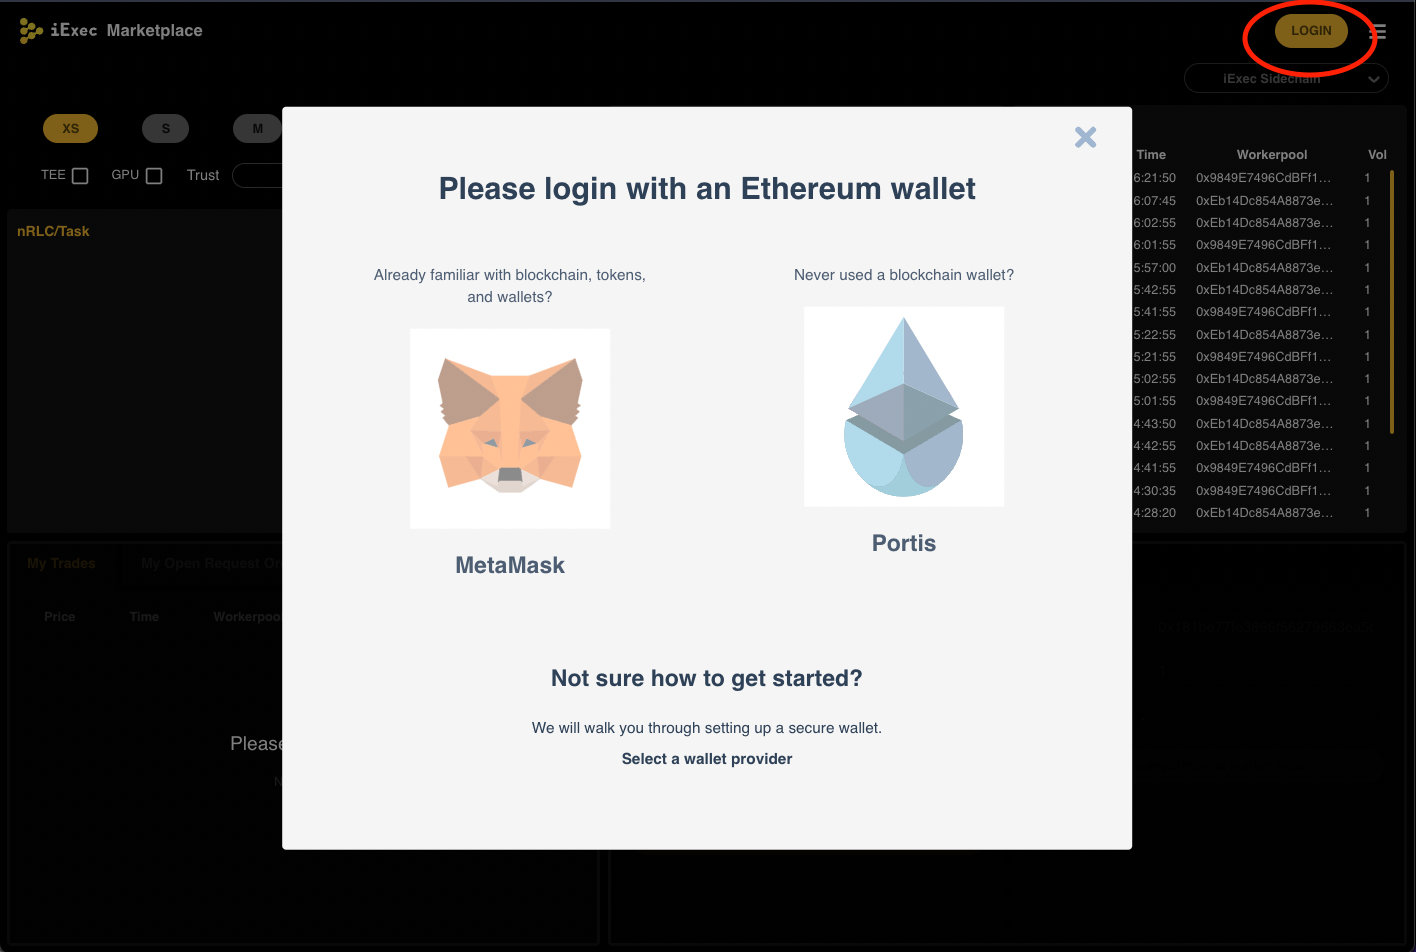 iExec Marketplace
LOGIN
iExec Sidechain
XS S M
TEE GPU Trust
nRLC/Task
Time Workerpool Vol
6:21:50 0x9849E7496CdBFf1... 1
6:07:45 0xEb14Dc854A8873e... 1
6:02:55 0xEb14Dc854A8873e... 1
6:01:55 0x9849E7496CdBFf1... 1
5:57:00 0xEb14Dc854A8873e... 1
5:42:55 0xEb14Dc854A8873e... 1
5:41:55 0x9849E7496CdBFf1... 1
5:22:55 0xEb14Dc854A8873e... 1
5:21:55 0x9849E7496CdBFf1... 1
5:02:55 0xEb14Dc854A8873e... 1
5:01:55 0x9849E7496CdBFf1... 1
4:43:50 0xEb14Dc854A8873e... 1
4:42:55 0xEb14Dc854A8873e... 1
4:41:55 0x9849E7496CdBFf1... 1
4:30:35 0x9849E7496CdBFf1... 1
4:28:20 0xEb14Dc854A8873e... 1
Please login with an Ethereum wallet
Already familiar with blockchain, tokens,
and wallets?
MetaMask
Never used a blockchain wallet?
Portis
Not sure how to get started?
We will walk you through setting up a secure wallet.
Select a wallet provider
My Trades My Open Request Or
Price Time Workerpoo
Please
N